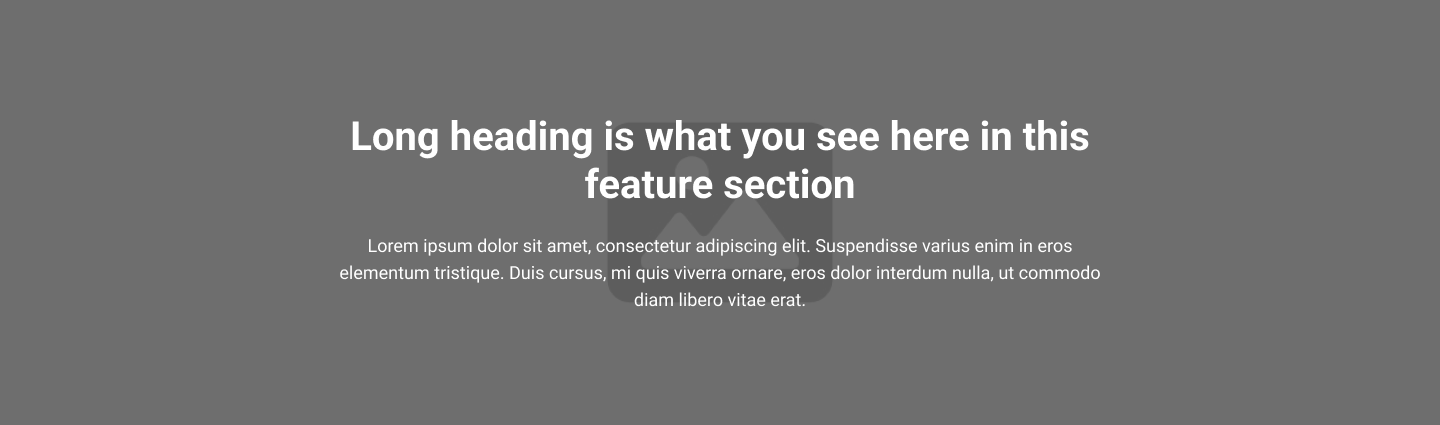 Long heading is what you see here in this
feature section
Lorem ipsum dolor sit amet, consectetur adipiscing elit. Suspendisse varius enim in eros
elementum tristique. Duis cursus, mi quis viverra ornare, eros dolor interdum nulla, ut commodo
diam libero vitae erat.